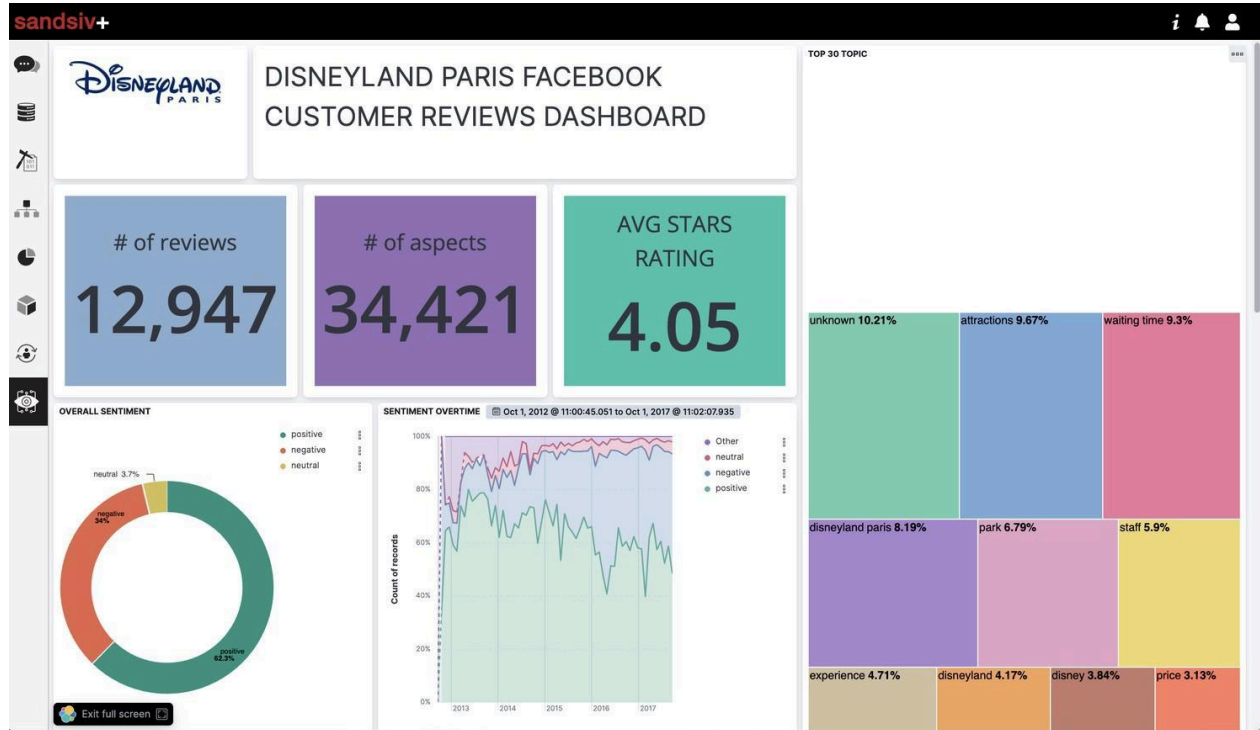 sandsiv+
i
DISNEYLAND
PARIS
DISNEYLAND PARIS FACEBOOK
CUSTOMER REVIEWS DASHBOARD
# of reviews
12,947
# of aspects
34,421
AVG STARS
RATING
4.05
OVERALL SENTIMENT
positive
negative
neutral
neutral 3.7%
negative
34%
positive
62.3%
Exit full screen
SENTIMENT OVERTIME Oct 1, 2012 @ 11:00:45.051 to Oct 1, 2017 @ 11:02:07.935
100%
80%
60%
40%
20%
0%
Count of records
2013 2014 2015 2016 2017
Other
neutral
negative
positive
TOP 30 TOPIC
unknown 10.21% attractions 9.67% waiting time 9.3%
disneyland paris 8.19% park 6.79% staff 5.9%
experience 4.71% disneyland 4.17% disney 3.84% price 3.13%